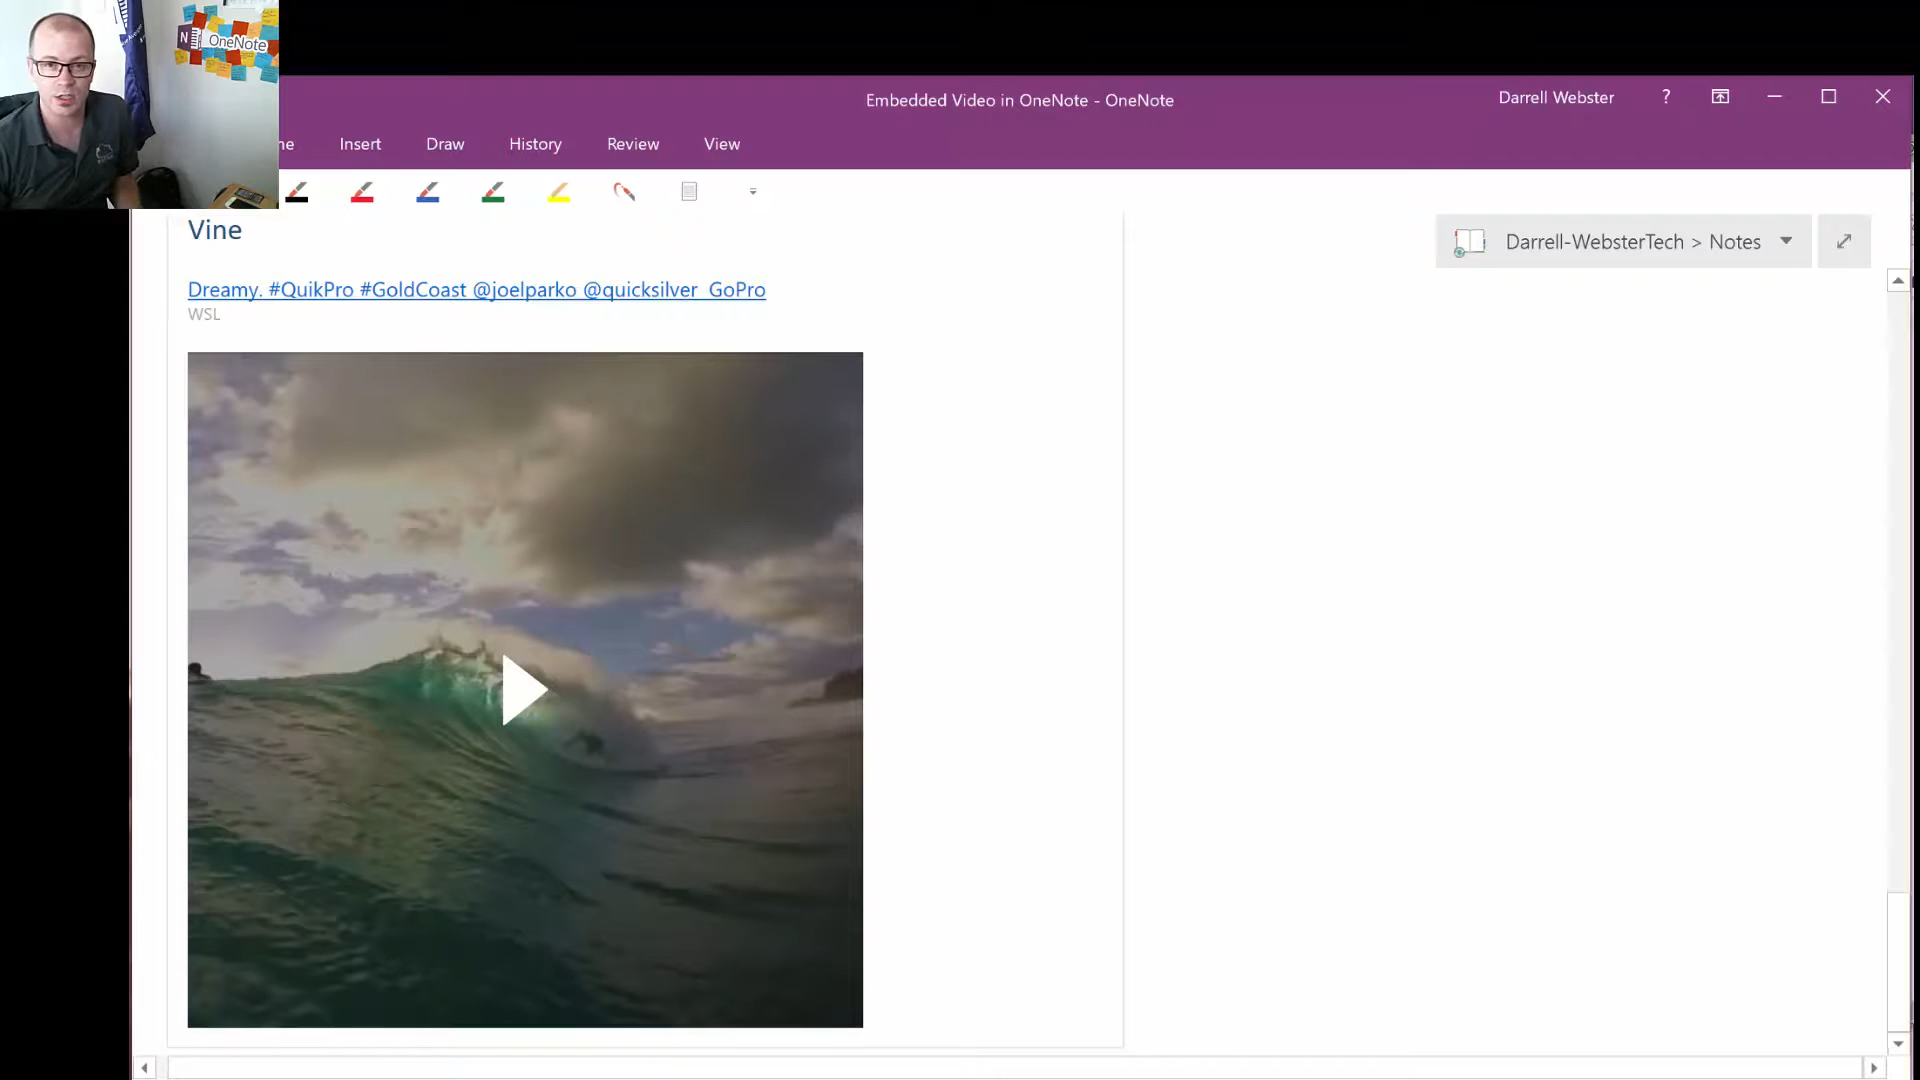 N OneNote
Embedded Video in OneNote - OneNote
Darrell Webster
?
ne
Insert
Draw
History
Review
View
Vine
Darrell-WebsterTech > Notes
Dreamy. #QuikPro #GoldCoast @joelparko @quicksilver_GoPro
WSL